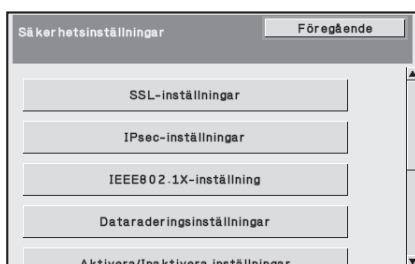 Säkerhetsinställningar
Föregående
SSL-inställningar
IPsec-inställningar
IEEE802.1X-inställning
Dataraderingsinställningar
Aktivera/Inaktivera inställningar